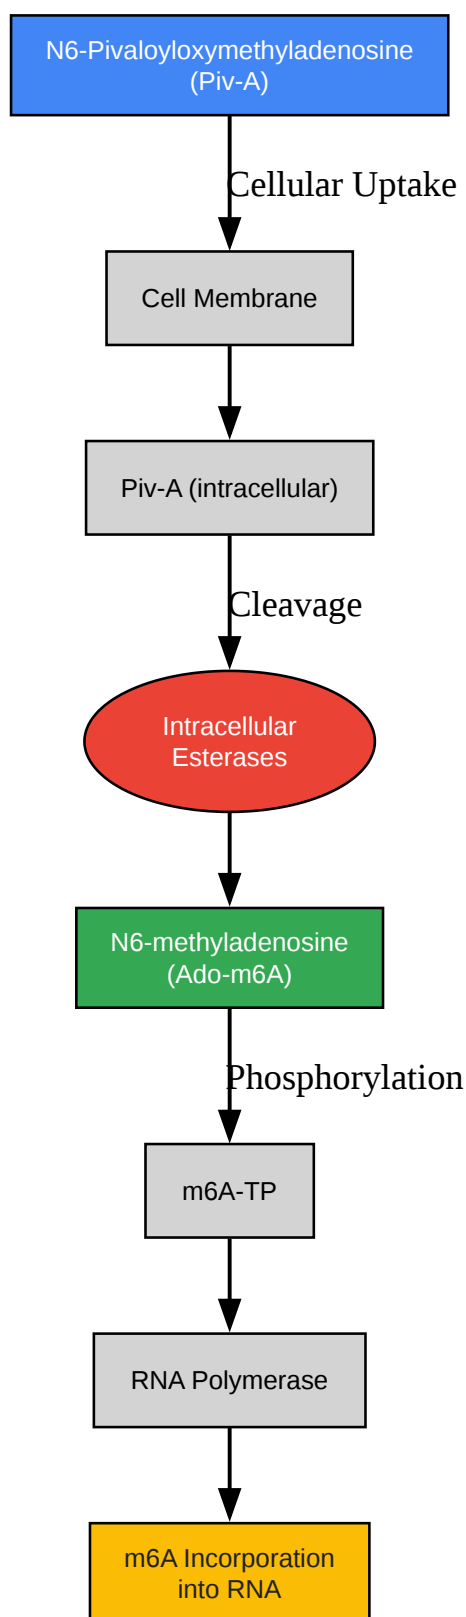 N6-Pivaloyloxymethyladenosine
(Piv-A)
Cellular Uptake
Cell Membrane
Piv-A (intracellular)
Cleavage
Intracellular
Esterases
N6-methyladenosine
(Ado-m6A)
Phosphorylation
m6A-TP
RNA Polymerase
m6A Incorporation
into RNA